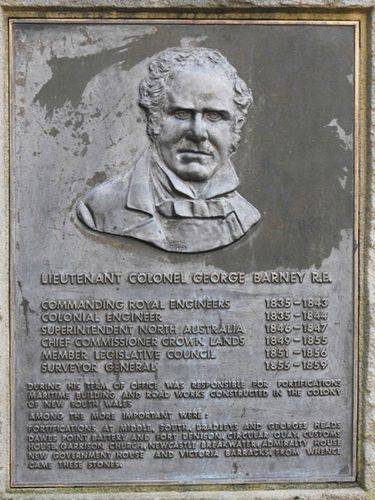 LIEUTENANT COLONEL GEORGE BARNEY R.E.
COMMANDING ROYAL ENGINEERS 1835-1843
COLONIAL ENGINEER 1835-1844
SUPERINTENDENT NORTH AUSTRALIA 1846-1847
CHIEF COMMISSIONER CROWN LANDS 1849-1855
MEMBER LEGISLATIVE COUNCIL 1851-1856
SURVEYOR GENERAL 1855-1859
DURING HIS TERM OF OFFICE WAS RESPONSIBLE FOR FORTIFICATIONS
MARITIME BUILDING AND ROAD WORKS CONSTRUCTED IN THE COLONY
OF NEW SOUTH WALES
AMONG THE MORE IMPORTANT WERE:
FORTIFICATIONS AT MIDDLE, SOUTH, BRADLEYS AND GEORGES HEADS
DAWES POINT BATTERY AND FORT DENISON, CIRCULAR QUAY, CUSTOMS
HOUSE, GARRISON CHURCH, NEWCASTLE BREAKWATER, ADMIRALTY HOUSE
NEW GOVERNMENT HOUSE AND VICTORIA BARRACKS, FROM WHENCE
CAME THESE STONES.